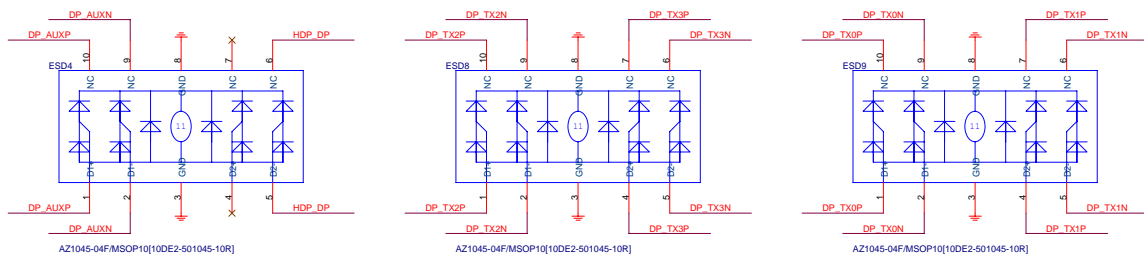 DP_AUXN DP_TX2N DP_TX3P DP_TX0N DP_TX1P
DP_AUXP HDP_DP DP_TX2P DP_TX3N DP_TX0P DP_TX1N
10 9 8 7 6 10 9 8 7 6 10 9 8 7 6
ESD4 ESD8 ESD9
NC NC GND NC NC NC NC GND NC NC NC NC GND NC NC
11 11 11
D1+ D1- GND D2+ D2- D1+ D1- GND D2+ D2- D1+ D1- GND D2+ D2-
1 2 3 4 5 1 2 3 4 5 1 2 3 4 5
DP_AUXP HDP_DP DP_TX2P DP_TX3N DP_TX0P DP_TX1N
DP_AUXN DP_TX2N DP_TX3P DP_TX0N DP_TX1P
AZ1045-04F/MSOP10[10DE2-501045-10R] AZ1045-04F/MSOP10[10DE2-501045-10R] AZ1045-04F/MSOP10[10DE2-501045-10R]